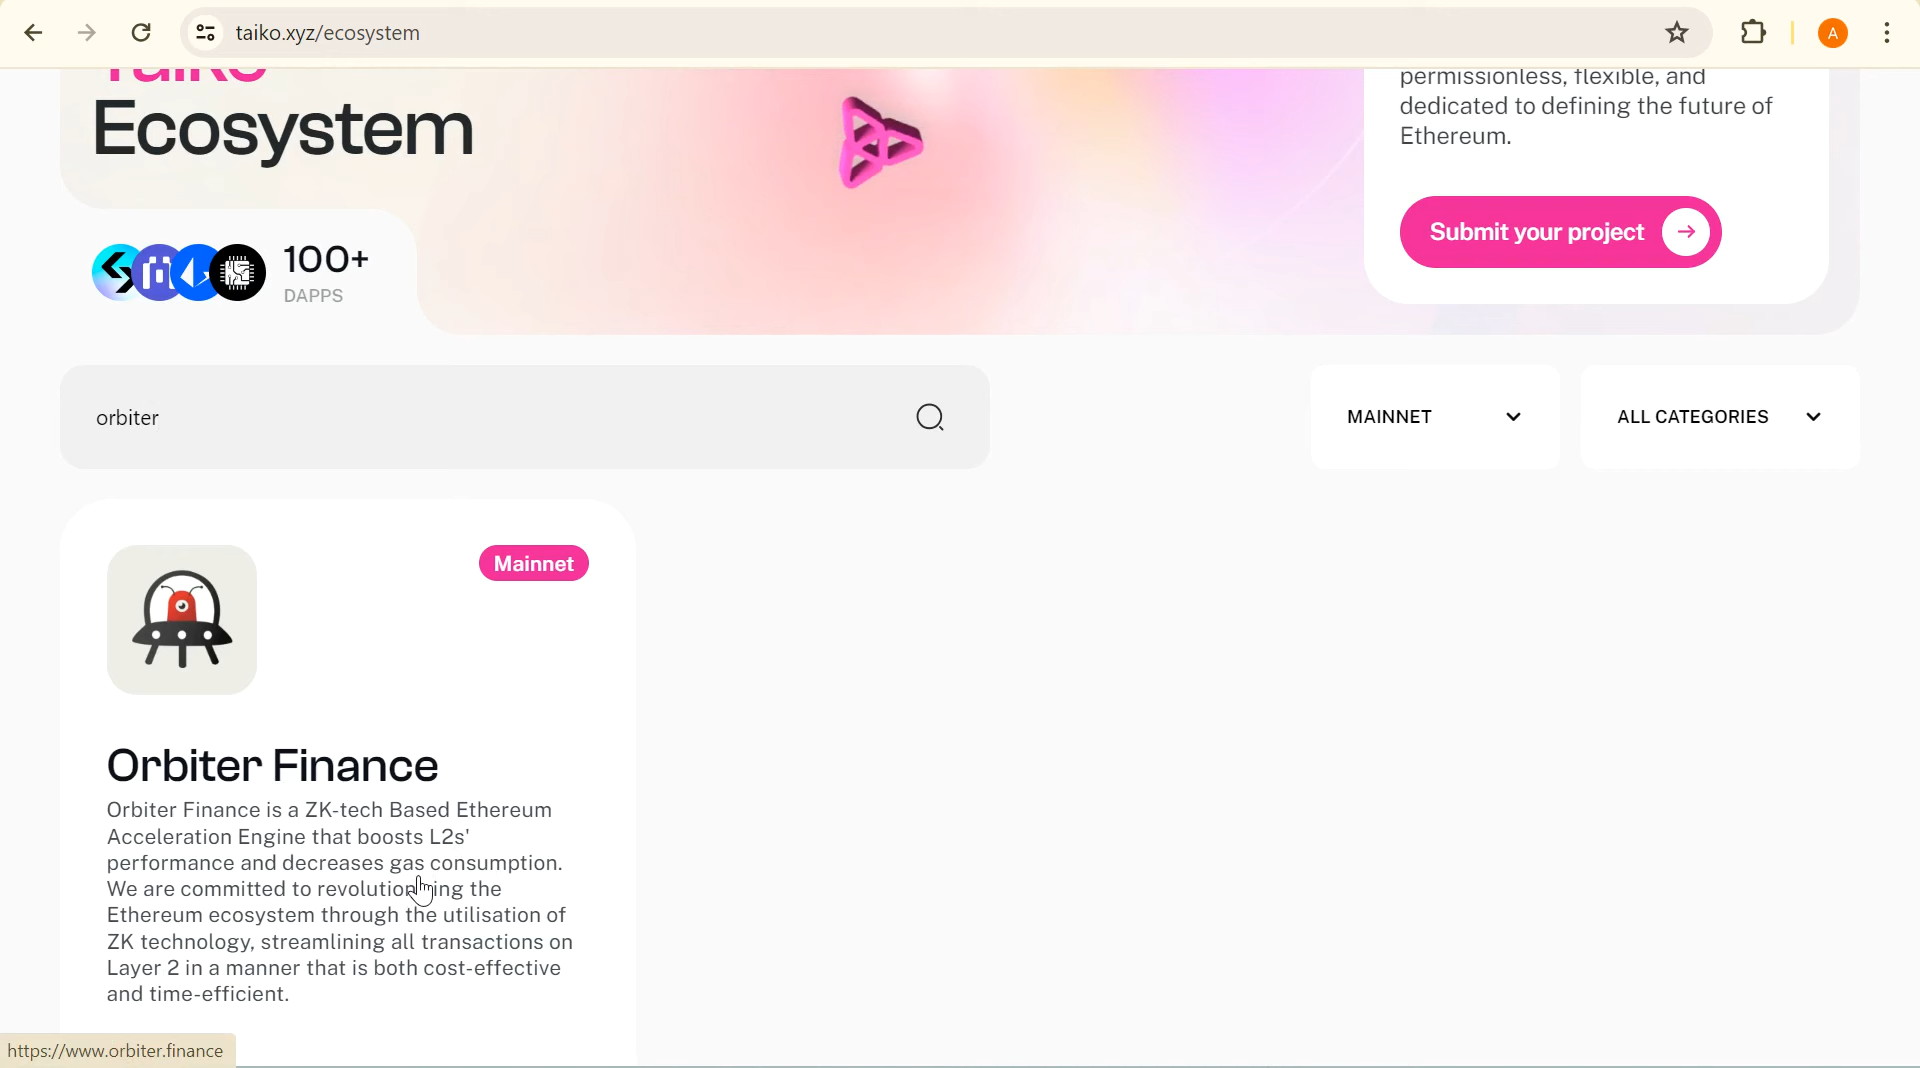 taiko.xyz/ecosystem
A
Taiko
Ecosystem
permissionless, flexible, and
dedicated to defining the future of
Ethereum.
Submit your project
100+
DAPPS
orbiter
MAINNET
ALL CATEGORIES
Mainnet
Orbiter Finance
Orbiter Finance is a ZK-tech Based Ethereum
Acceleration Engine that boosts L2s'
performance and decreases gas consumption.
We are committed to revolutionising the
Ethereum ecosystem through the utilisation of
ZK technology, streamlining all transactions on
Layer 2 in a manner that is both cost-effective
and time-efficient.
https://www.orbiter.finance